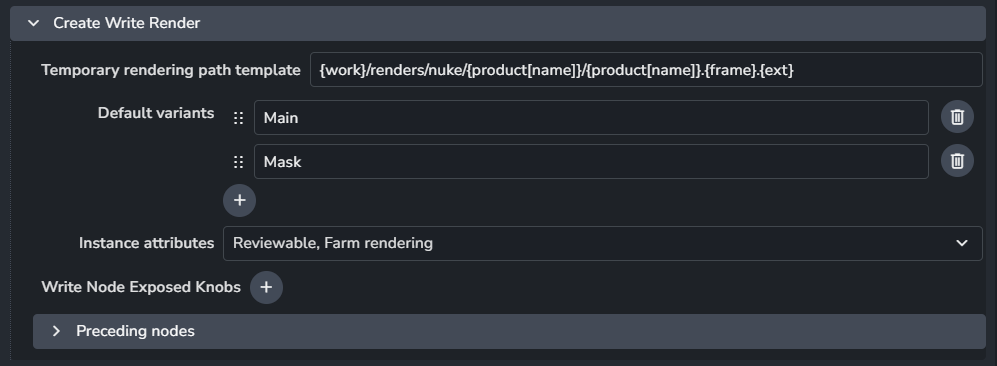 Create Write Render
Temporary rendering path template {work}/renders/nuke/{product[name]}/{product[name]}.{frame}.{ext}
Default variants Main
Mask
Instance attributes Reviewable, Farm rendering
Write Node Exposed Knobs
Preceding nodes